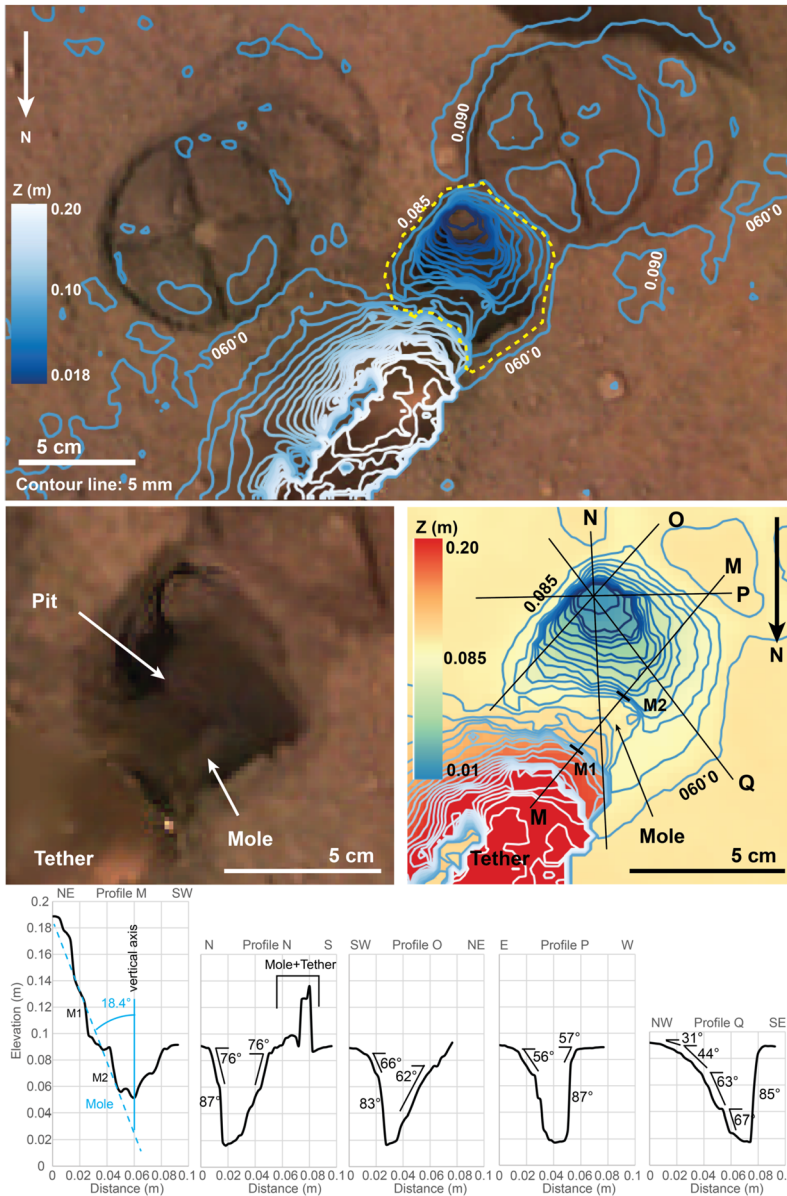 N
Z (m)
0.20
0.10
0.018
0.090
0.085
0.090
0.090
0.090
0.090
5 cm
Contour line: 5 mm
Pit
Mole
Tether
5 cm
Z (m)
0.20
0.085
0.01
N
O
M
P
0.085
N
M2
M1
M
Q
0.090
Mole
Tether
5 cm
NE Profile M SW
0.2
0.18
0.16
0.14
0.12
0.1
0.08
0.06
0.04
0.02
0
Elevation (m)
vertical axis
18.4°
M1
M2
Mole
0 0.02 0.04 0.06 0.08 0.1
Distance (m)
N Profile N S
Mole+Tether
76° 76°
87°
0 0.02 0.04 0.06 0.08 0.1
Distance (m)
SW Profile O NE
66° 62°
83°
0 0.02 0.04 0.06 0.08 0.1
Distance (m)
E Profile P W
56° 57°
87°
0 0.02 0.04 0.06 0.08 0.1
Distance (m)
NW Profile Q SE
31°
44°
63°
67°
85°
0 0.02 0.04 0.06 0.08 0.1
Distance (m)